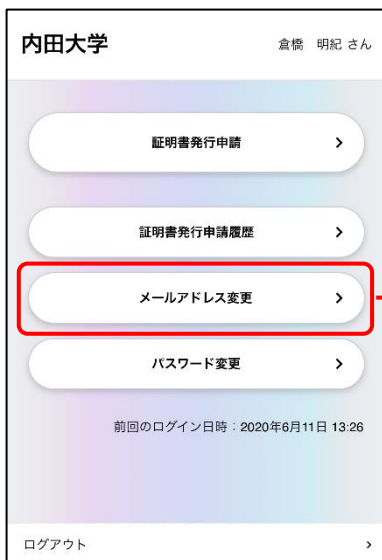 内田大学
倉橋　明紀 さん
証明書発行申請
証明書発行申請履歴
メールアドレス変更
パスワード変更
前回のログイン日時：2020年6月11日 13:26
ログアウト